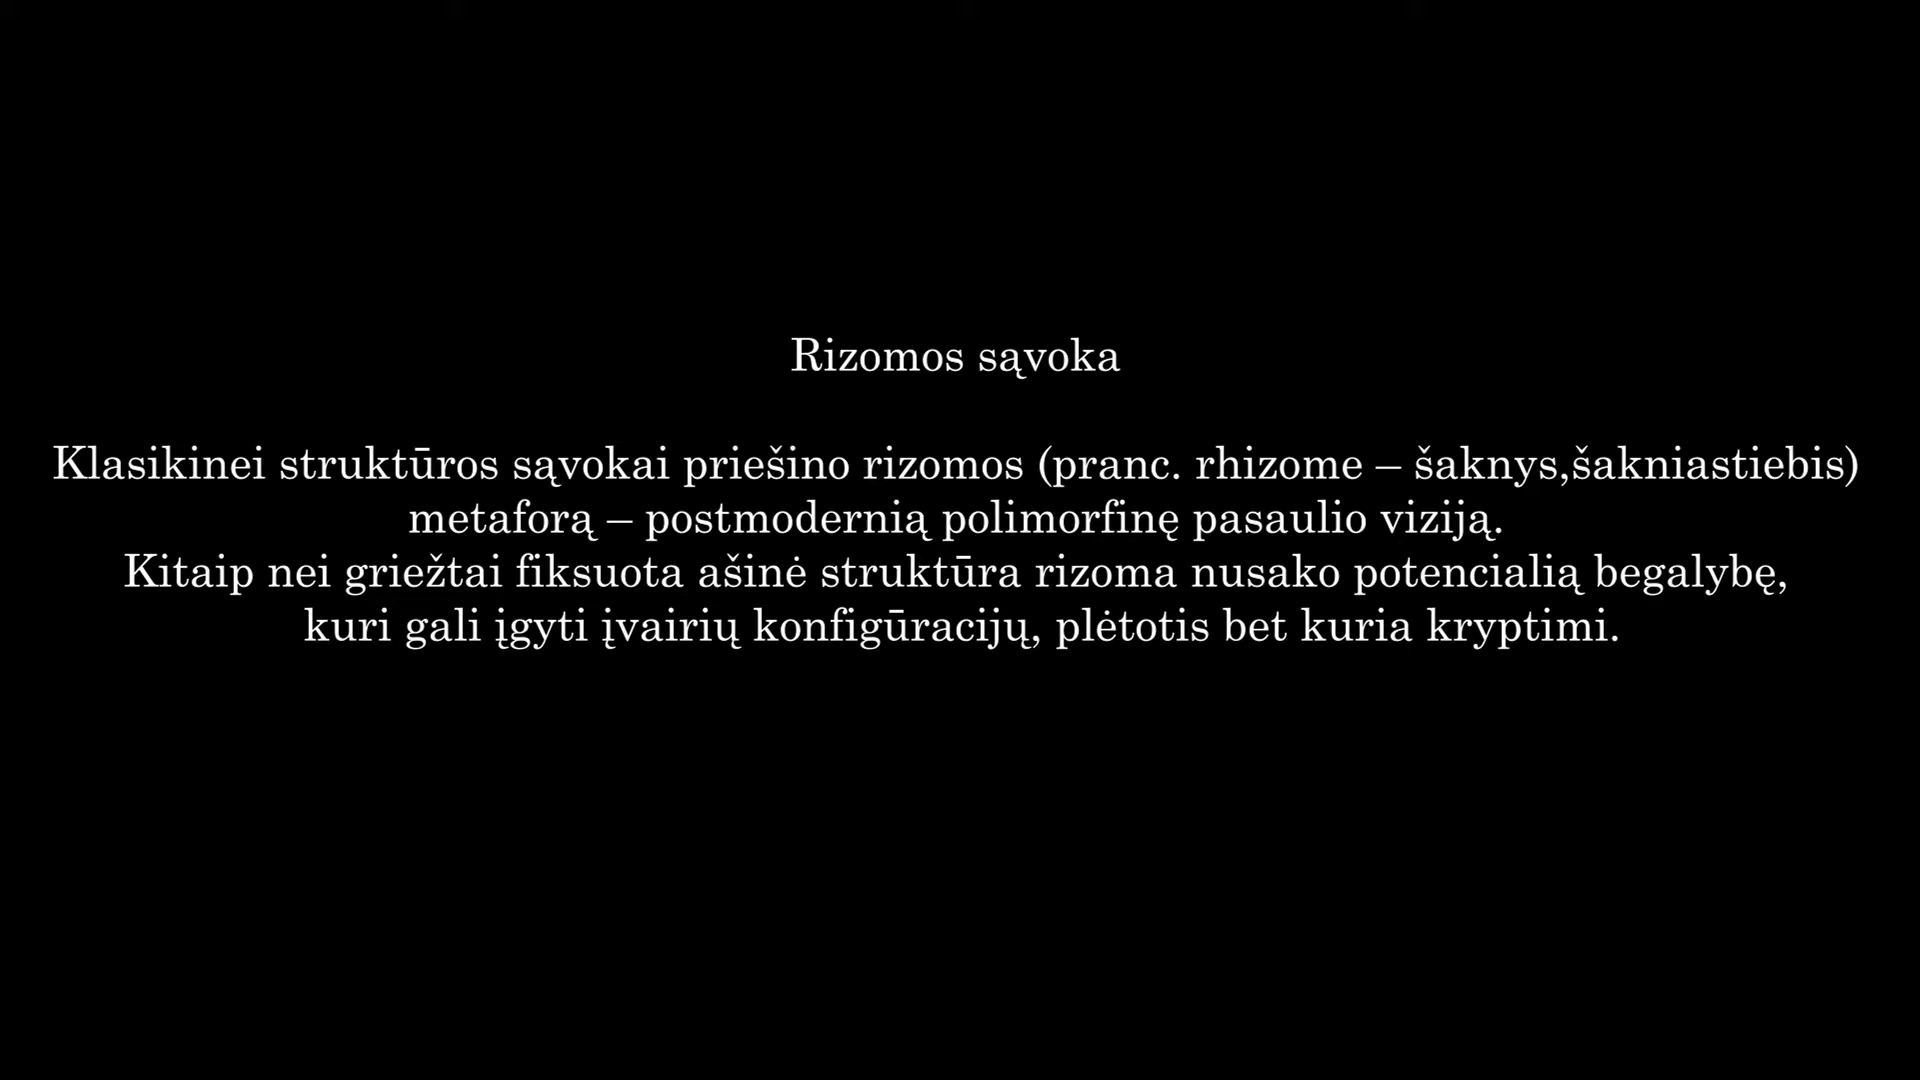 Rizomos sąvoka
Klasikinei struktūros sąvokai priešino rizomos (pranc. rhizome – šaknys,šakniastiebis)
metaforą – postmodernią polimorfinę pasaulio viziją.
Kitaip nei griežtai fiksuota ašinė struktūra rizoma nusako potencialią begalybę,
kuri gali įgyti įvairių konfigūracijų, plėtotis bet kuria kryptimi.